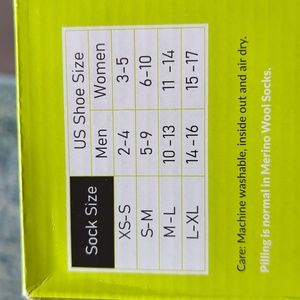 Sock Size US Shoe Size
Men Women
XS-S 2-4 3-5
S-M 5-9 6-10
M -L 10 -13 11 -14
L-XL 14 -16 15 -17
Care: Machine washable, inside out and air dry.
Pilling is normal in Merino Wool Socks.